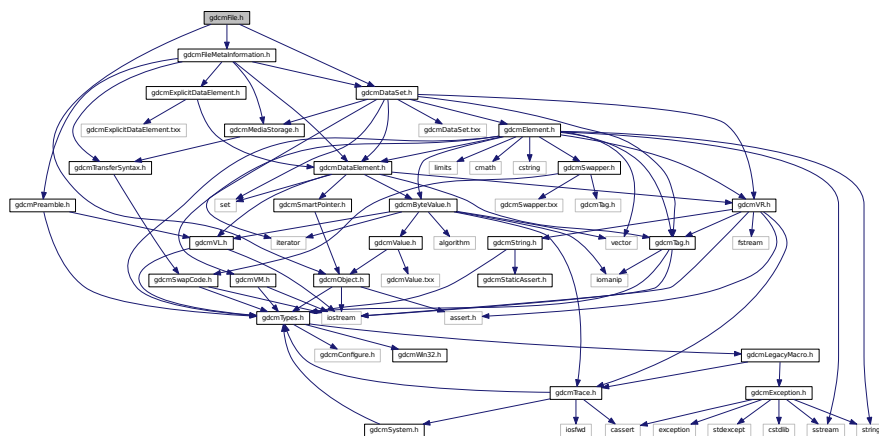 gdcmFile.h
gdcmFileMetaInformation.h
gdcmExplicitDataElement.h
gdcmDataSet.h
gdcmExplicitDataElement.txx
gdcmMediaStorage.h
gdcmDataSet.txx
gdcmElement.h
gdcmTransferSyntax.h
gdcmDataElement.h
limits
cmath
cstring
gdcmSwapper.h
gdcmPreamble.h
set
gdcmSmartPointer.h
gdcmByteValue.h
gdcmSwapper.txx
gdcmTag.h
gdcmVR.h
gdcmVL.h
iterator
gdcmValue.h
algorithm
gdcmString.h
vector
gdcmTag.h
fstream
gdcmSwapCode.h
gdcmVM.h
gdcmObject.h
gdcmValue.txx
gdcmStaticAssert.h
iomanip
gdcmTypes.h
iostream
assert.h
gdcmConfigure.h
gdcmWin32.h
gdcmLegacyMacro.h
gdcmTrace.h
gdcmException.h
gdcmSystem.h
iosfwd
cassert
exception
stdexcept
cstdlib
sstream
string